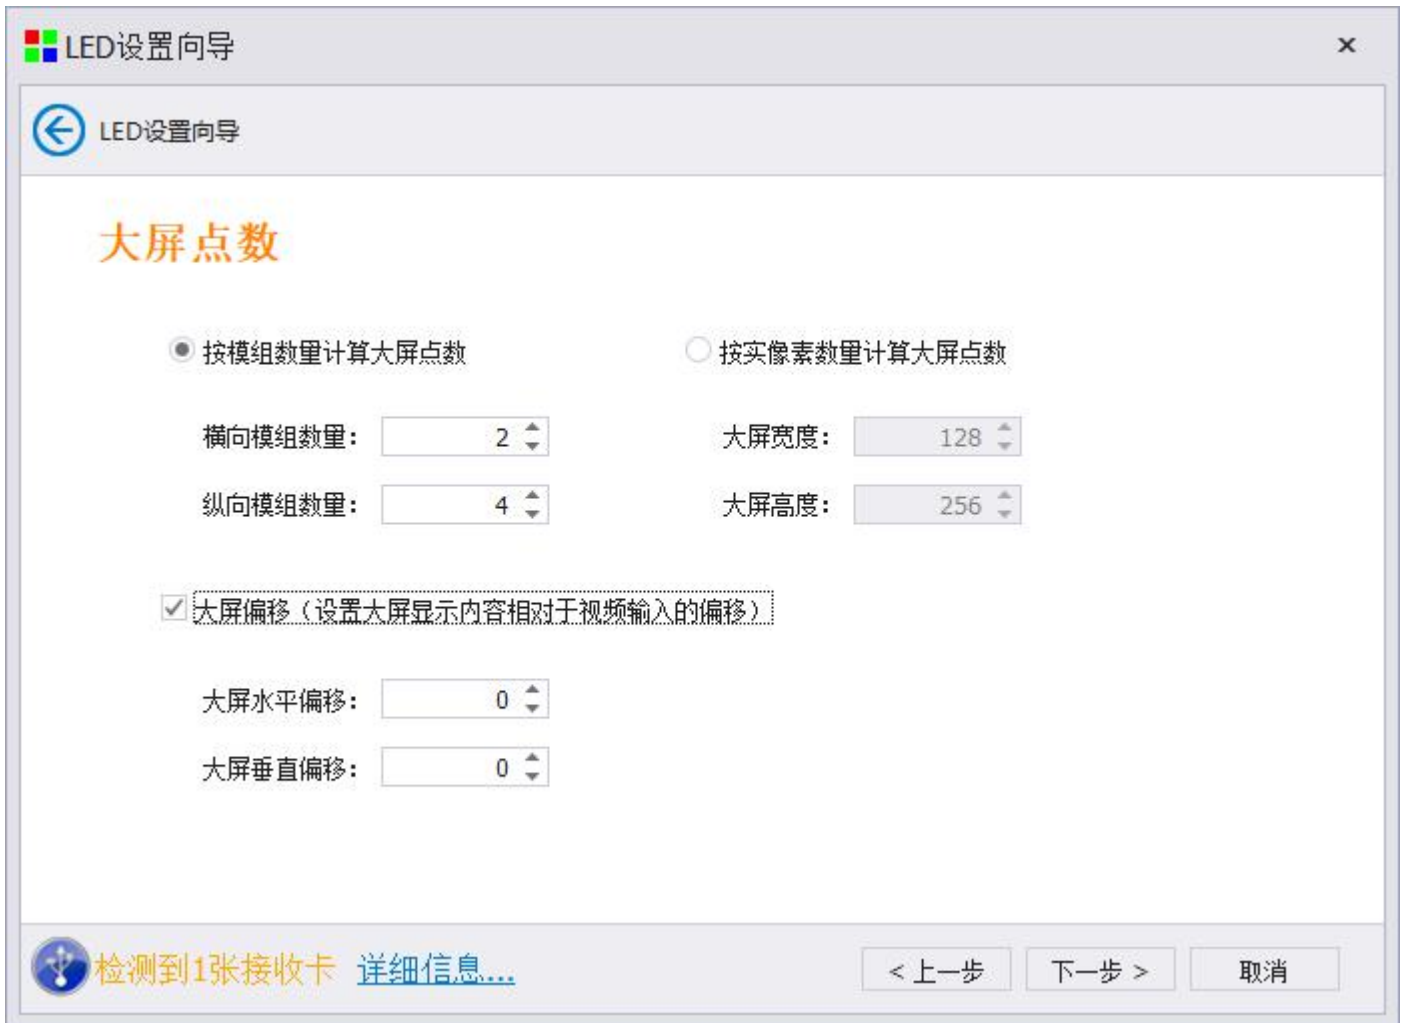 LED设置向导
LED设置向导
大屏点数
按模组数量计算大屏点数 按实像素数量计算大屏点数
横向模组数量： 2 大屏宽度： 128
纵向模组数量： 4 大屏高度： 256
大屏偏移（设置大屏显示内容相对于视频输入的偏移）
大屏水平偏移： 0
大屏垂直偏移： 0
检测到1张接收卡 详细信息... <上一步 下一步> 取消